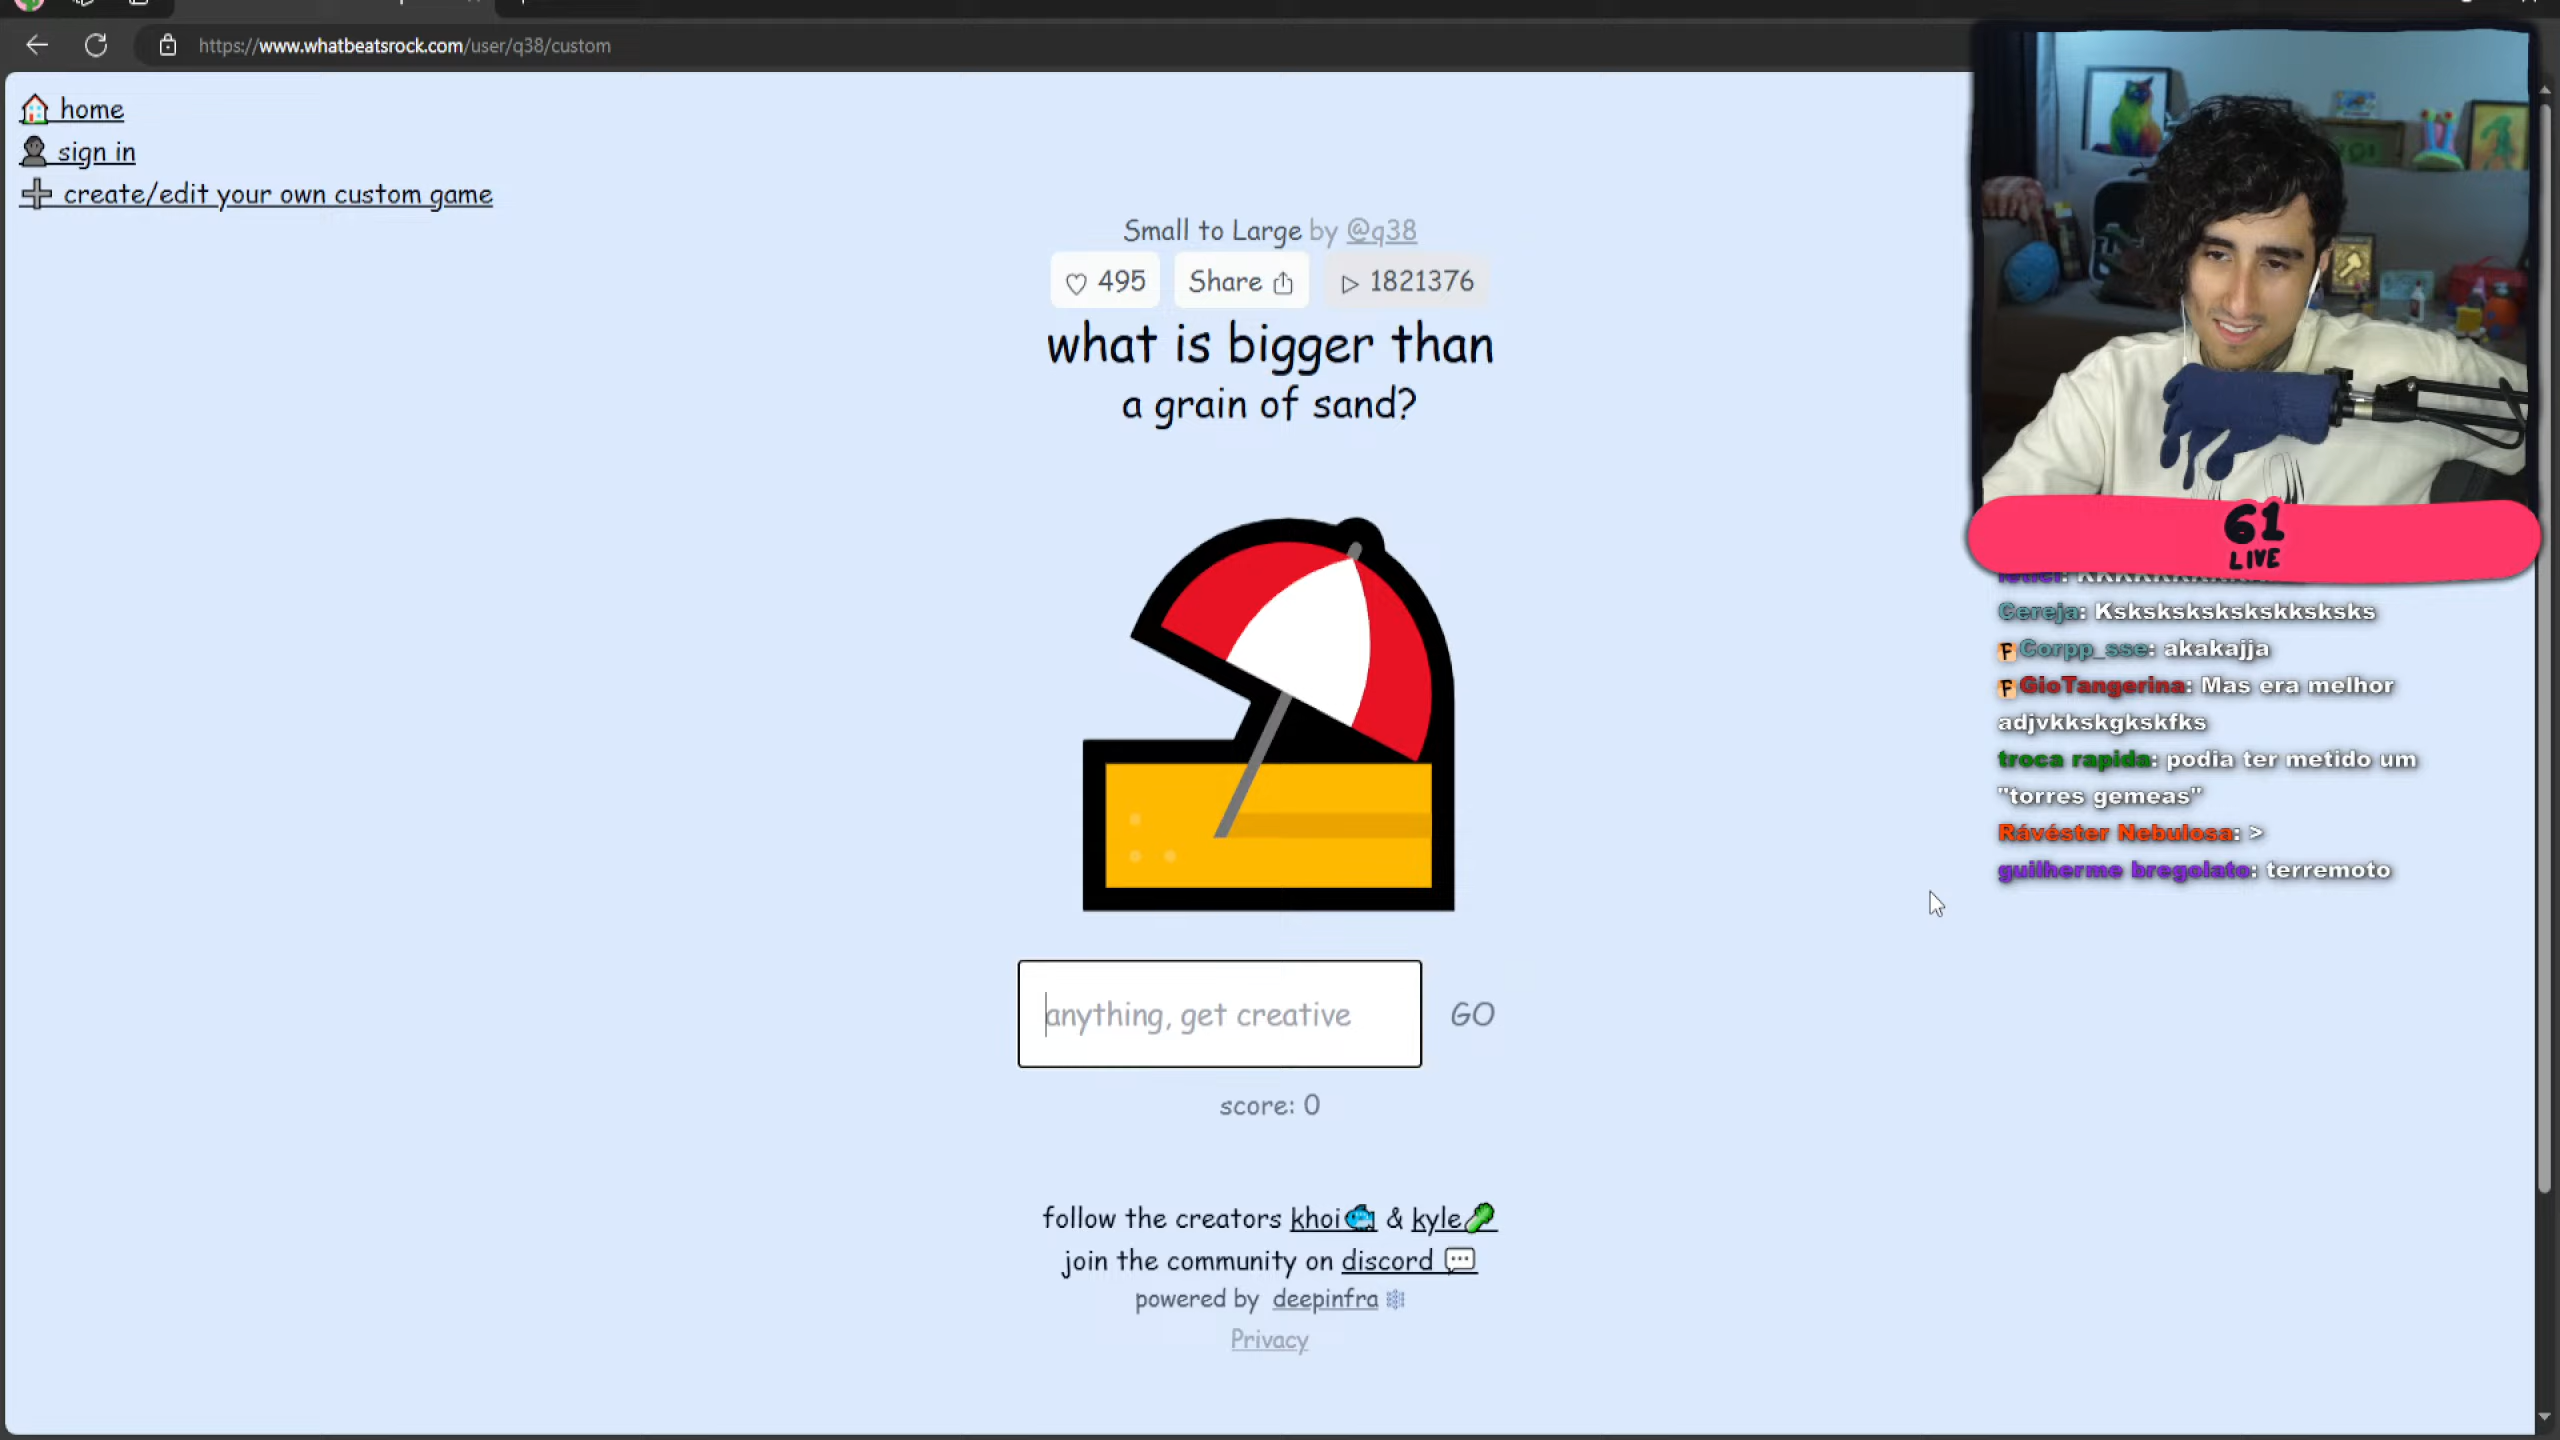 https://www.whatbeatsrock.com/user/q38/custom
home
sign in
create/edit your own custom game
Small to Large by @q38
495
Share
1821376
what is bigger than
a grain of sand?
anything, get creative
GO
score: 0
follow the creators khoi & kyle
join the community on discord
powered by deepinfra
Privacy
61
LIVE
Cereja: Kskskskskskskksksks
Corpp_sse: akakajja
GioTangerina: Mas era melhor
adjvkkskgkskfks
troca rapida: podia ter metido um
"torres gemeas"
Rávéster Nebulosa: >
guilherme bregolato: terremoto